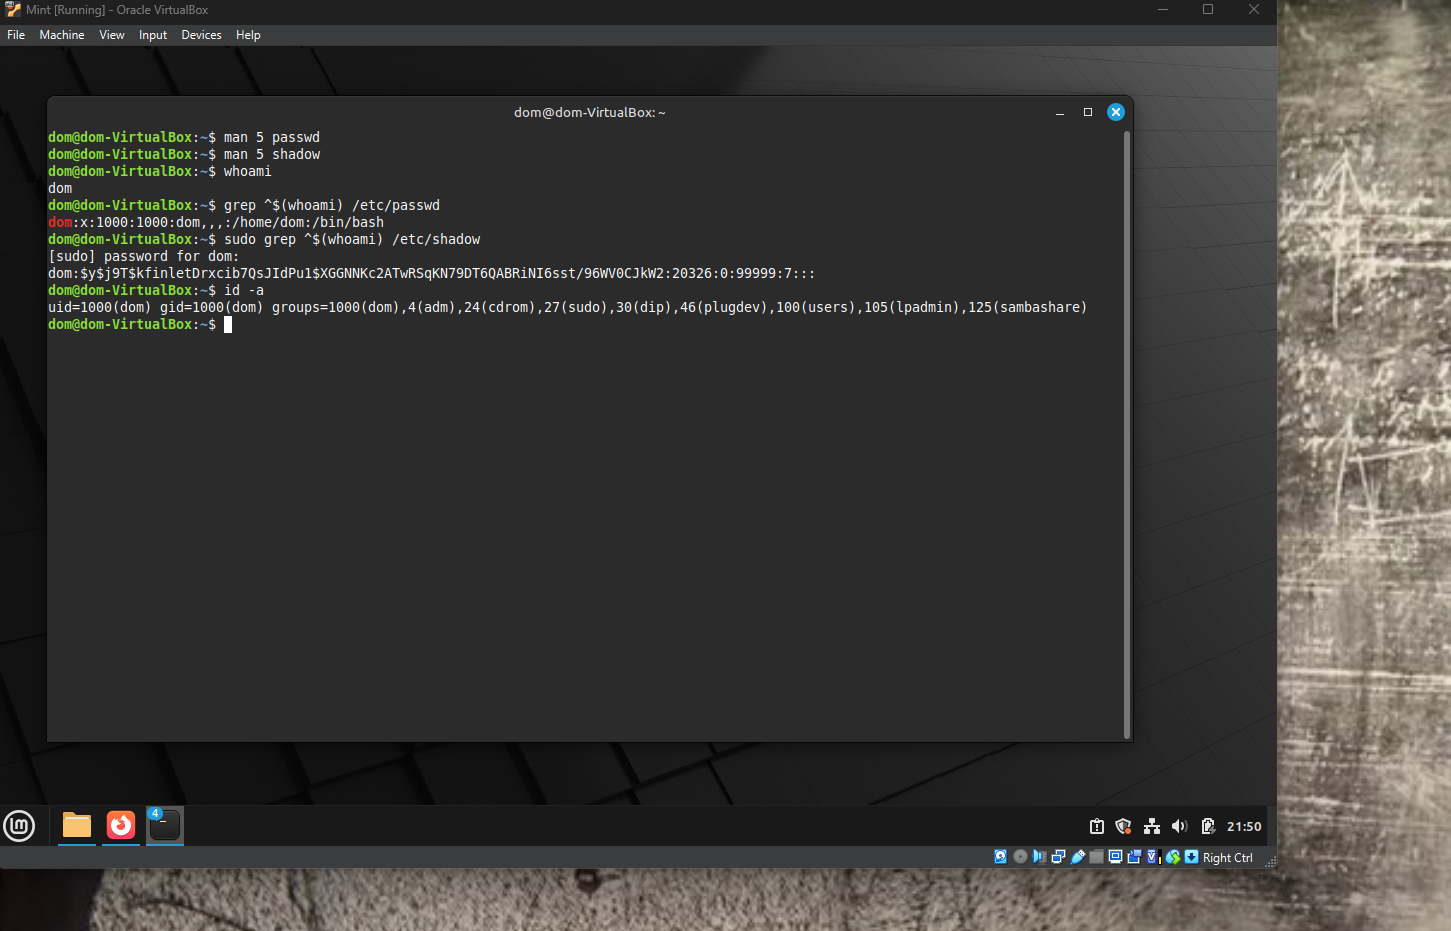 Mint [Running] - Oracle VirtualBox
File Machine View Input Devices Help
dom@dom-VirtualBox: ~
dom@dom-VirtualBox:~$ man 5 passwd
dom@dom-VirtualBox:~$ man 5 shadow
dom@dom-VirtualBox:~$ whoami
dom
dom@dom-VirtualBox:~$ grep ^$(whoami) /etc/passwd
dom:x:1000:1000:dom,,,:/home/dom:/bin/bash
dom@dom-VirtualBox:~$ sudo grep ^$(whoami) /etc/shadow
[sudo] password for dom:
dom:$y$j9T$kfinletDrxcib7QsJIdPu1$XGGNNKc2ATwRSqKN79DT6QABRiNI6sst/96WV0CJkW2:20326:0:99999:7:::
dom@dom-VirtualBox:~$ id -a
uid=1000(dom) gid=1000(dom) groups=1000(dom),4(adm),24(cdrom),27(sudo),30(dip),46(plugdev),100(users),105(lpadmin),125(sambashare)
dom@dom-VirtualBox:~$
4
21:50
Right Ctrl